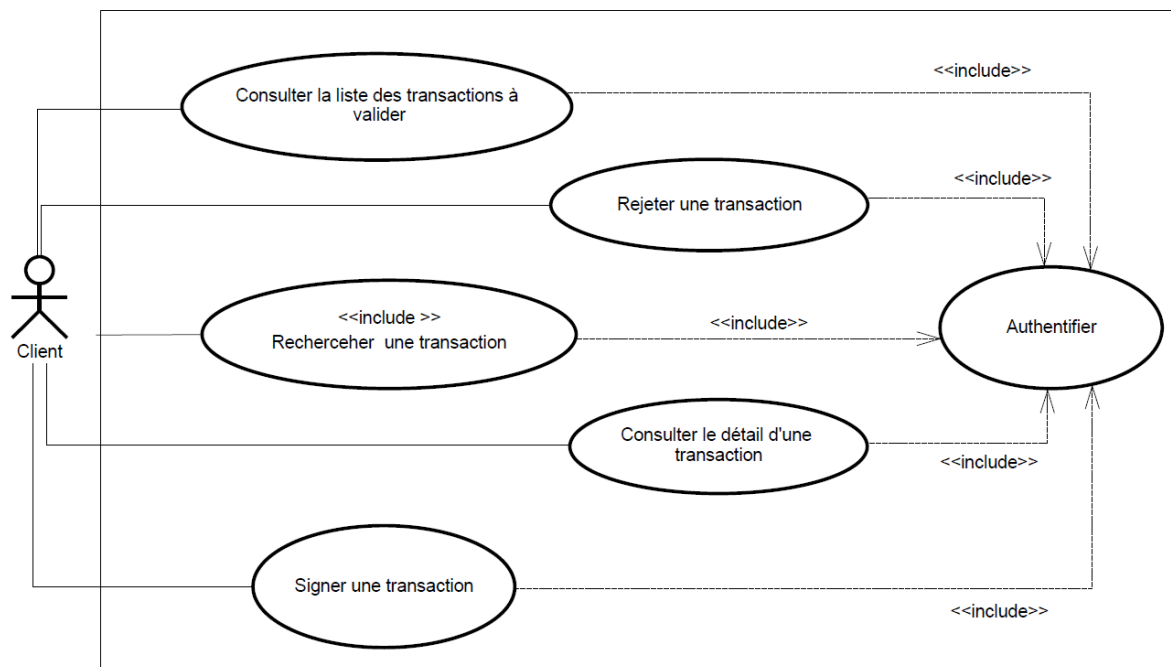 <<include>>
Consulter la liste des transactions à
valider
<<include>>
Rejeter une transaction
<<include >>
Recherceher une transaction
<<include>>
Authentifier
Client
Consulter le détail d'une
transaction
<<include>>
Signer une transaction
<<include>>